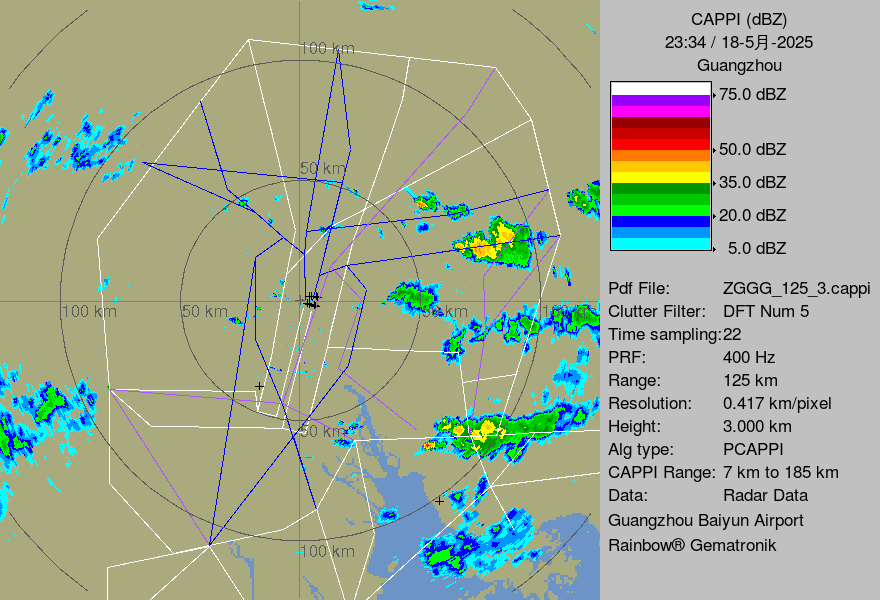 CAPPI (dBZ)
23:34 / 18-5月-2025
Guangzhou
75.0 dBZ
50.0 dBZ
35.0 dBZ
20.0 dBZ
5.0 dBZ
Pdf File: ZGGG_125_3.cappi
Clutter Filter: DFT Num 5
Time sampling:22
PRF: 400 Hz
Range: 125 km
Resolution: 0.417 km/pixel
Height: 3.000 km
Alg type: PCAPPI
CAPPI Range: 7 km to 185 km
Data: Radar Data
Guangzhou Baiyun Airport
Rainbow® Gematronik
100 km
50 km
100 km
50 km
50 km
100 km
50 km
100 km